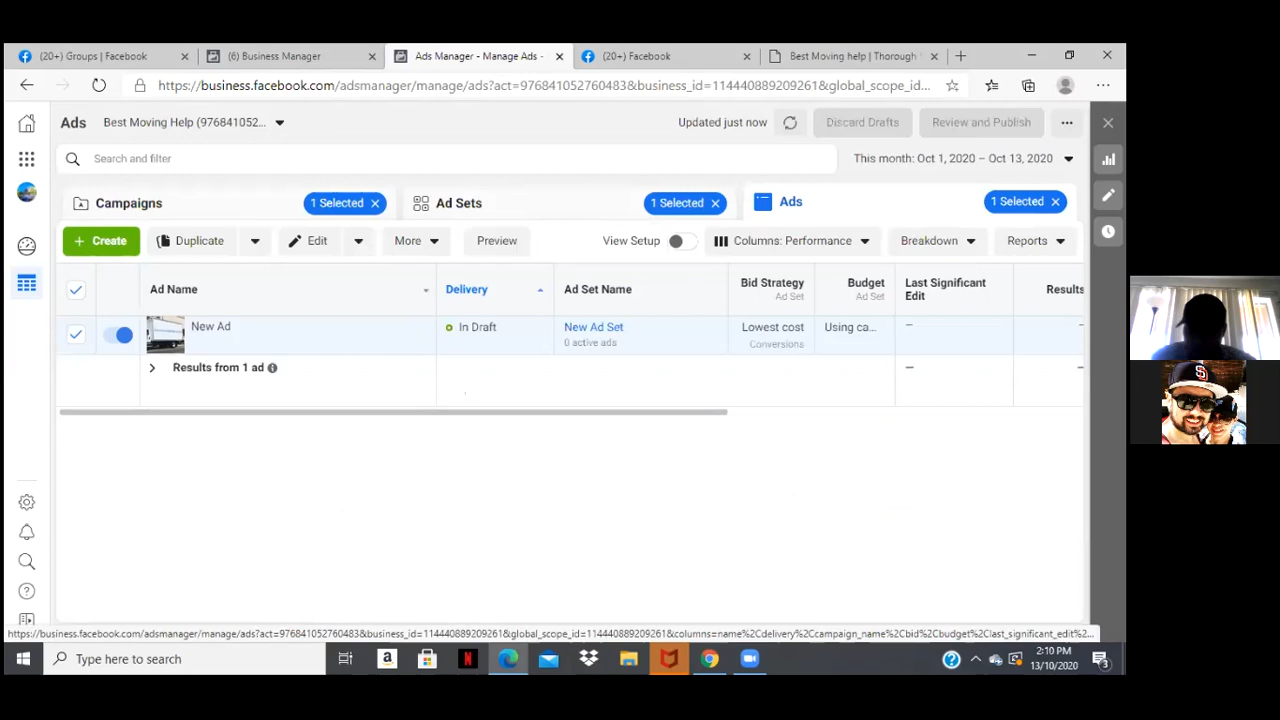 (20+) Groups | Facebook
(6) Business Manager
Ads Manager - Manage Ads -
(20+) Facebook
Best Moving help | Thorough
https://business.facebook.com/adsmanager/manage/ads?act=976841052760483&business_id=114440889209261&global_scope_id...
Ads
Best Moving Help (976841052...
Updated just now
Discard Drafts
Review and Publish
Search and filter
This month: Oct 1, 2020 – Oct 13, 2020
Campaigns
1 Selected
Ad Sets
1 Selected
Ads
1 Selected
+ Create
Duplicate
Edit
More
Preview
View Setup
Columns: Performance
Breakdown
Reports
Ad Name
Delivery
Ad Set Name
Bid Strategy
Ad Set
Budget
Ad Set
Last Significant
Edit
Results
New Ad
In Draft
New Ad Set
0 active ads
Lowest cost
Conversions
Using ca...
—
—
Results from 1 ad
—
—
https://business.facebook.com/adsmanager/manage/ads?act=976841052760483&business_id=114440889209261&global_scope_id=114440889209261&columns=name%2Cdelivery%2Ccampaign_name%2Cbid%2Cbudget%2Clast_significant_edit%2...
Type here to search
2:10 PM
13/10/2020
3